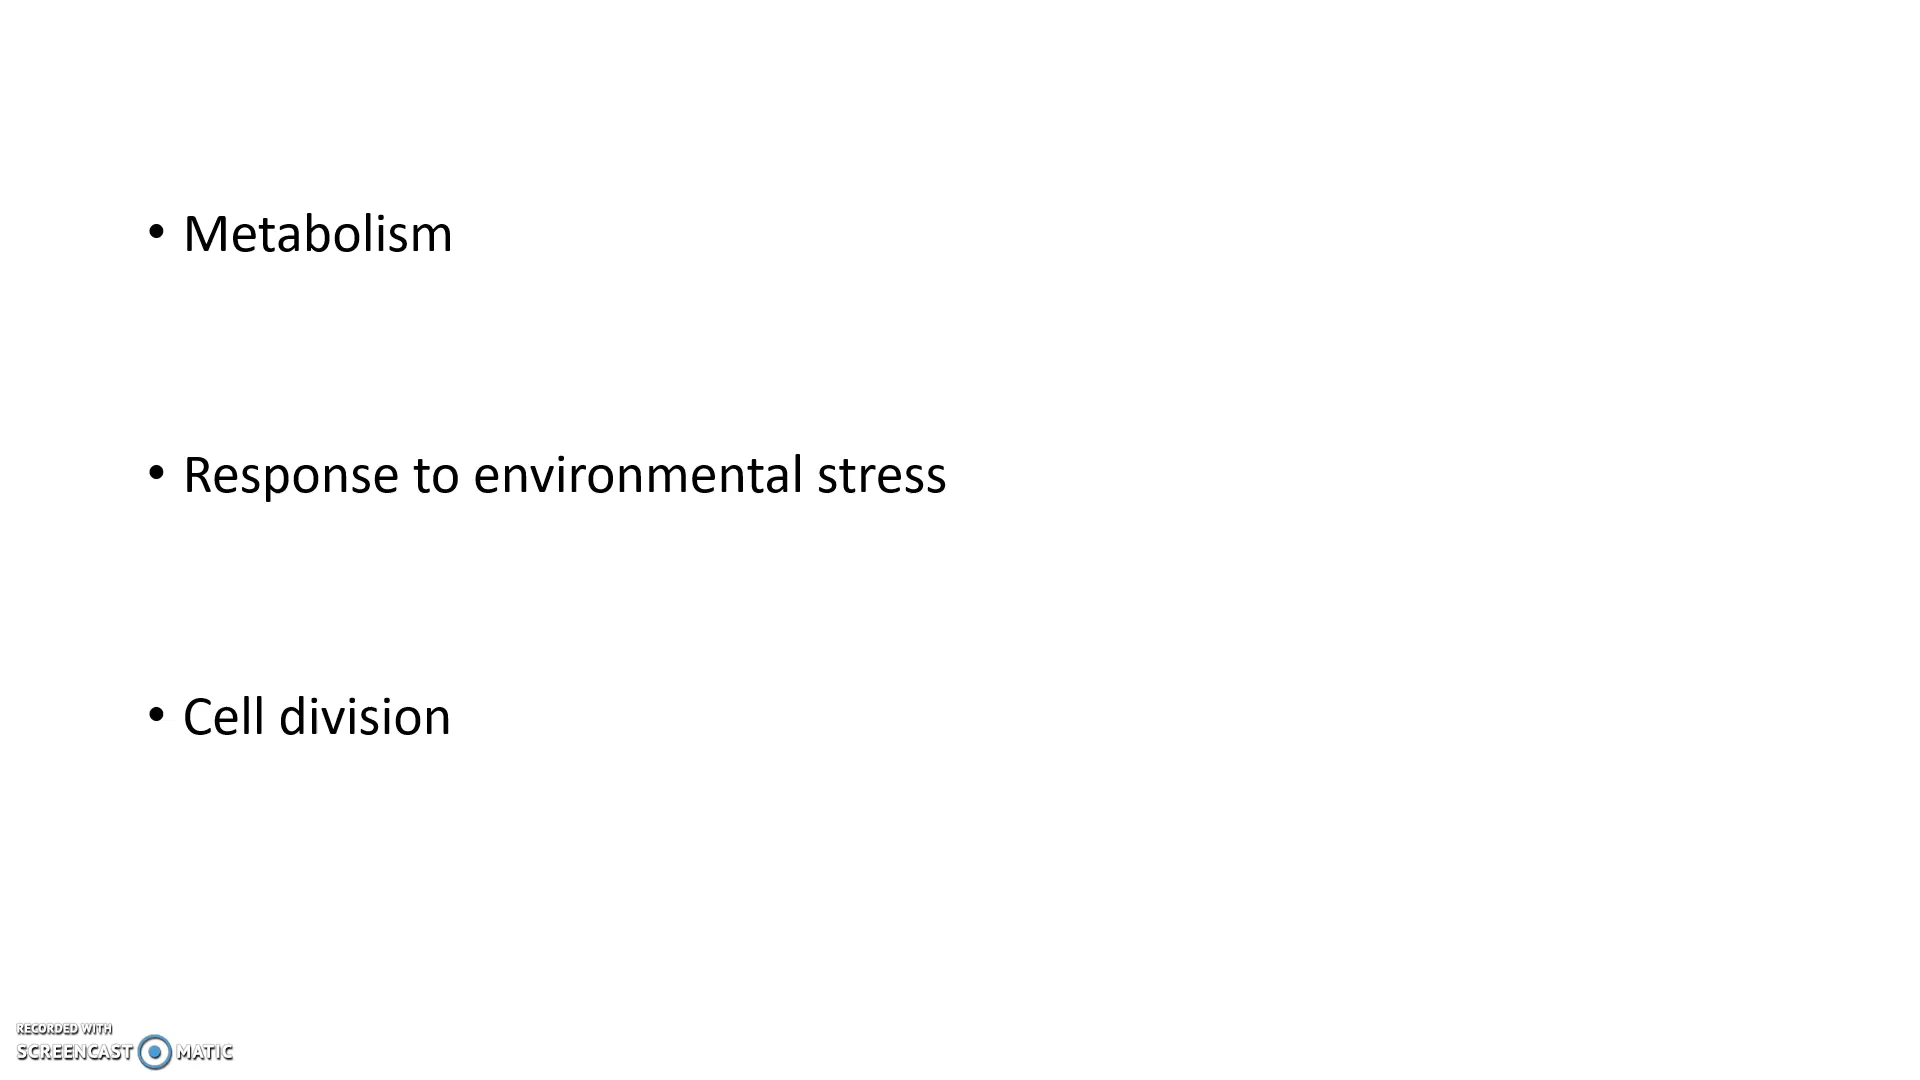 • Metabolism
• Response to environmental stress
• Cell division
RECORDED WITH
SCREENCAST MATIC